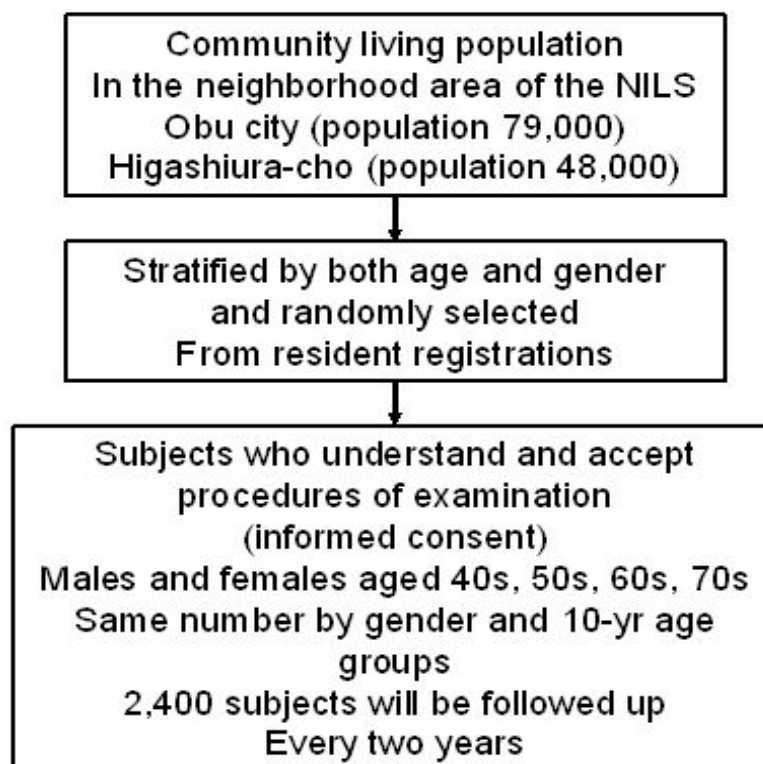 Community living population
In the neighborhood area of the NILS
Obu city (population 79,000)
Higashiura-cho (population 48,000)
Stratified by both age and gender
and randomly selected
From resident registrations
Subjects who understand and accept
procedures of examination
(informed consent)
Males and females aged 40s, 50s, 60s, 70s
Same number by gender and 10-yr age
groups
2,400 subjects will be followed up
Every two years